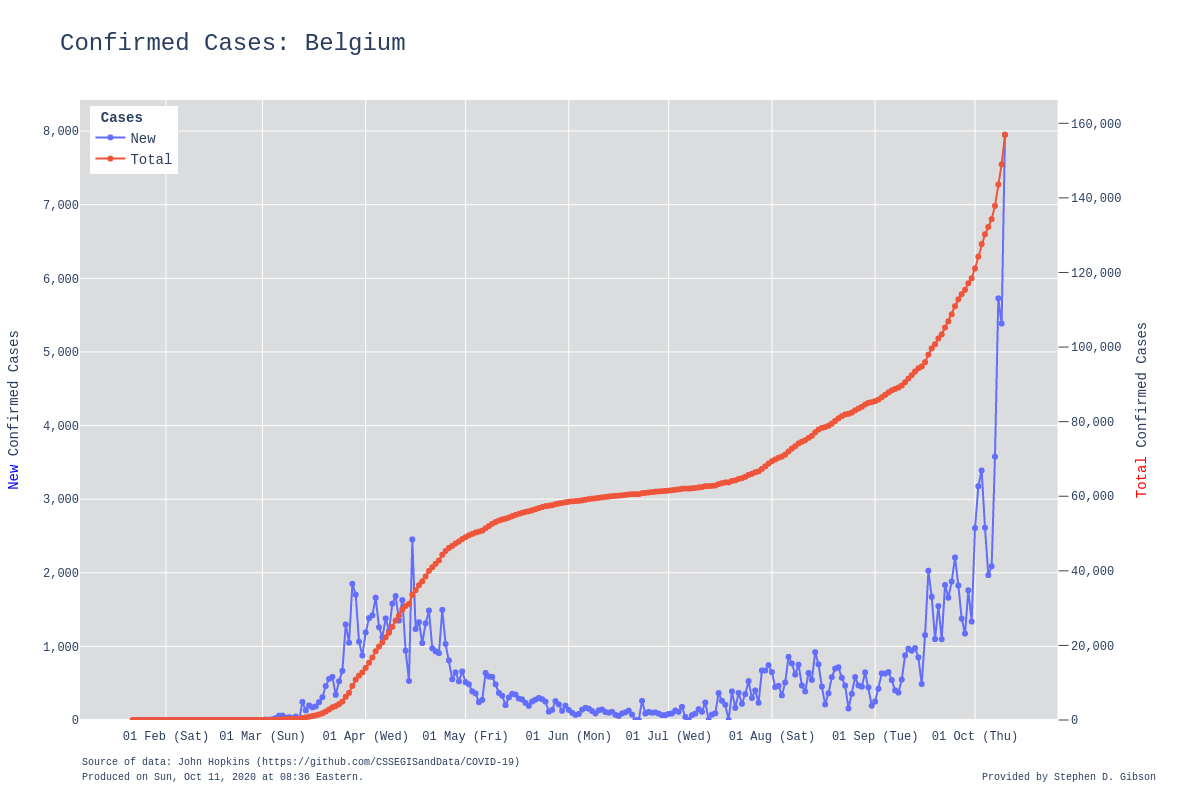 Confirmed Cases: Belgium
Cases
New
Total
8,000
7,000
6,000
5,000
4,000
3,000
2,000
1,000
0
New Confirmed Cases
160,000
140,000
120,000
100,000
80,000
60,000
40,000
20,000
0
Total Confirmed Cases
01 Feb (Sat) 01 Mar (Sun) 01 Apr (Wed) 01 May (Fri) 01 Jun (Mon) 01 Jul (Wed) 01 Aug (Sat) 01 Sep (Tue) 01 Oct (Thu)
Source of data: John Hopkins (https://github.com/CSSEGISandData/COVID-19)
Produced on Sun, Oct 11, 2020 at 08:36 Eastern.
Provided by Stephen D. Gibson